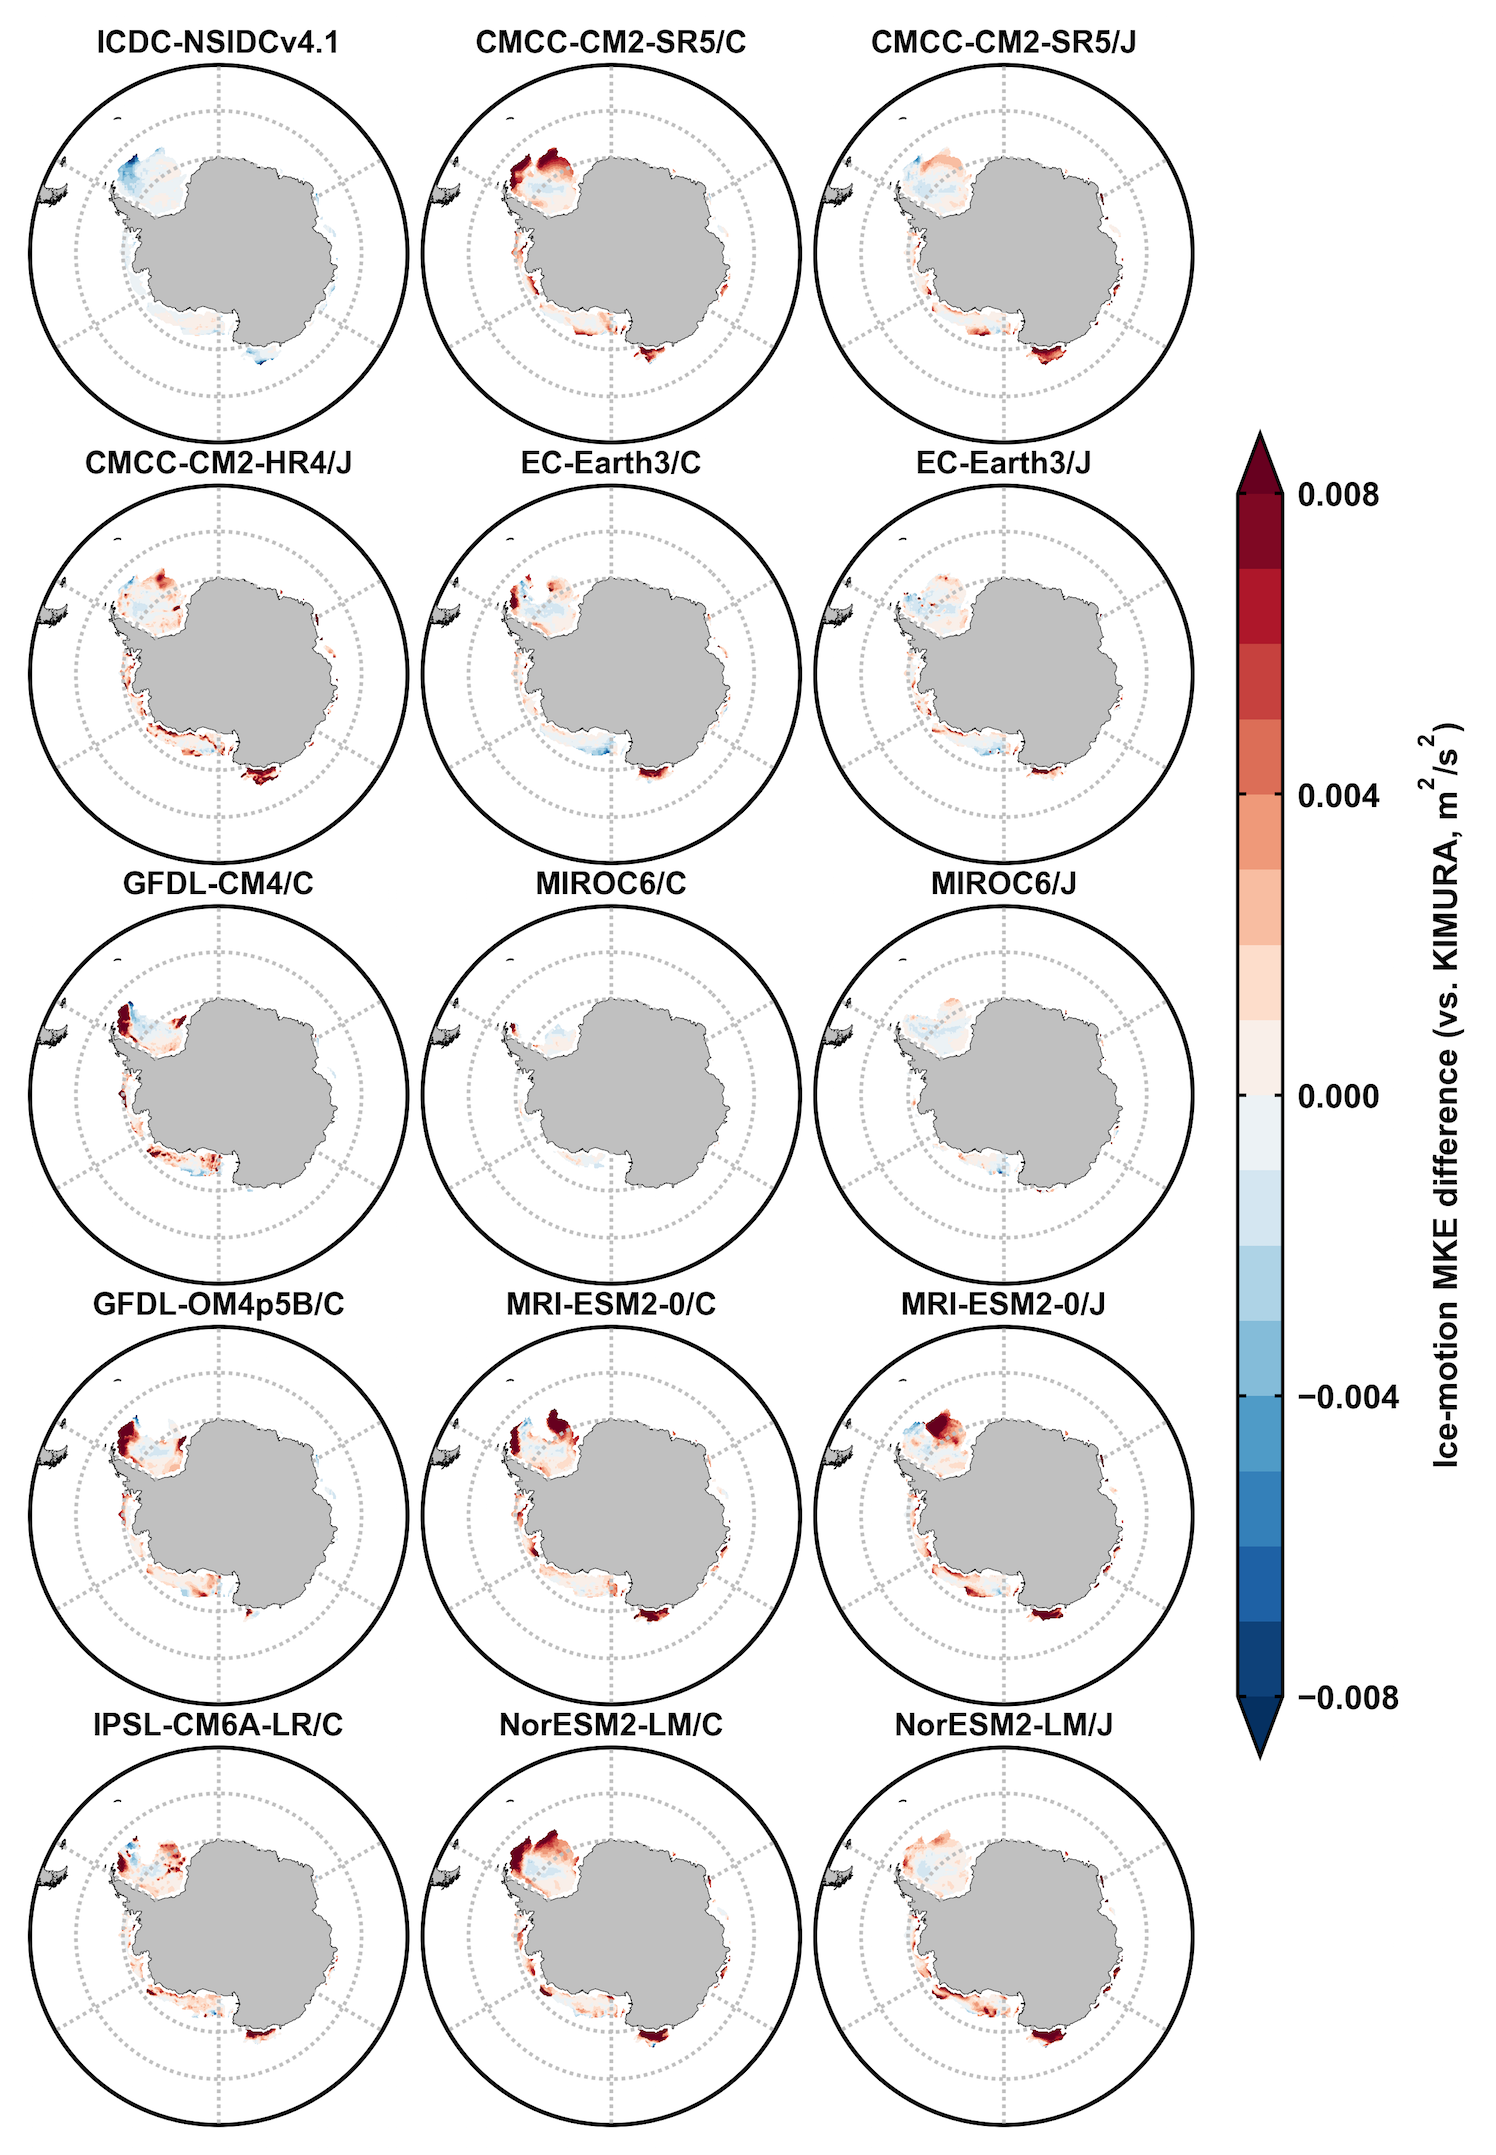 ICDC-NSIDCv4.1
CMCC-CM2-SR5/C
CMCC-CM2-SR5/J
CMCC-CM2-HR4/J
EC-Earth3/C
EC-Earth3/J
GFDL-CM4/C
MIROC6/C
MIROC6/J
GFDL-OM4p5B/C
MRI-ESM2-0/C
MRI-ESM2-0/J
IPSL-CM6A-LR/C
NorESM2-LM/C
NorESM2-LM/J
0.008
0.004
0.000
−0.004
−0.008
Ice-motion MKE difference (vs. KIMURA, m²/s²)